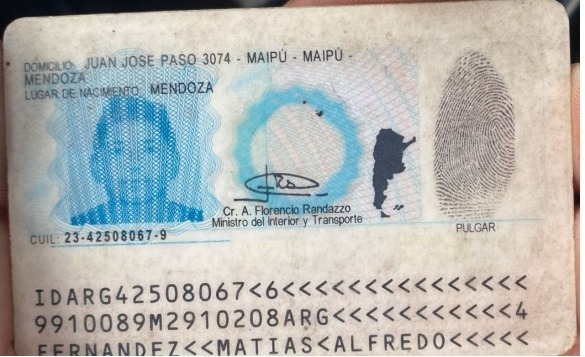 DOMICILIO: JUAN JOSE PASO 3074 - MAIPÚ - MAIPÚ -
MENDOZA
LUGAR DE NACIMIENTO: MENDOZA
Cr. A. Florencio Randazzo
Ministro del Interior y Transporte
PULGAR
CUIL: 23-42508067-9
IDARG42508067<6<<<<<<<<<<<<<<<
9910089M2910208ARG<<<<<<<<<<<4
FERNANDEZ<<MATIAS<ALFREDO<<<<<